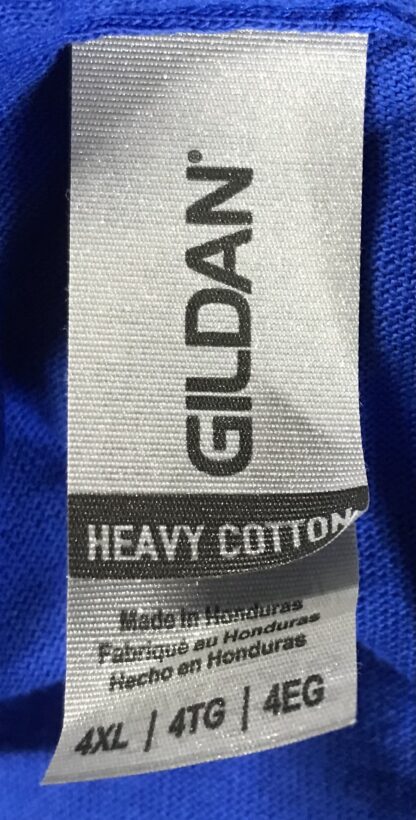 GILDAN®
HEAVY COTTON
Made in Honduras
Fabriqué au Honduras
Hecho en Honduras
4XL | 4TG | 4EG